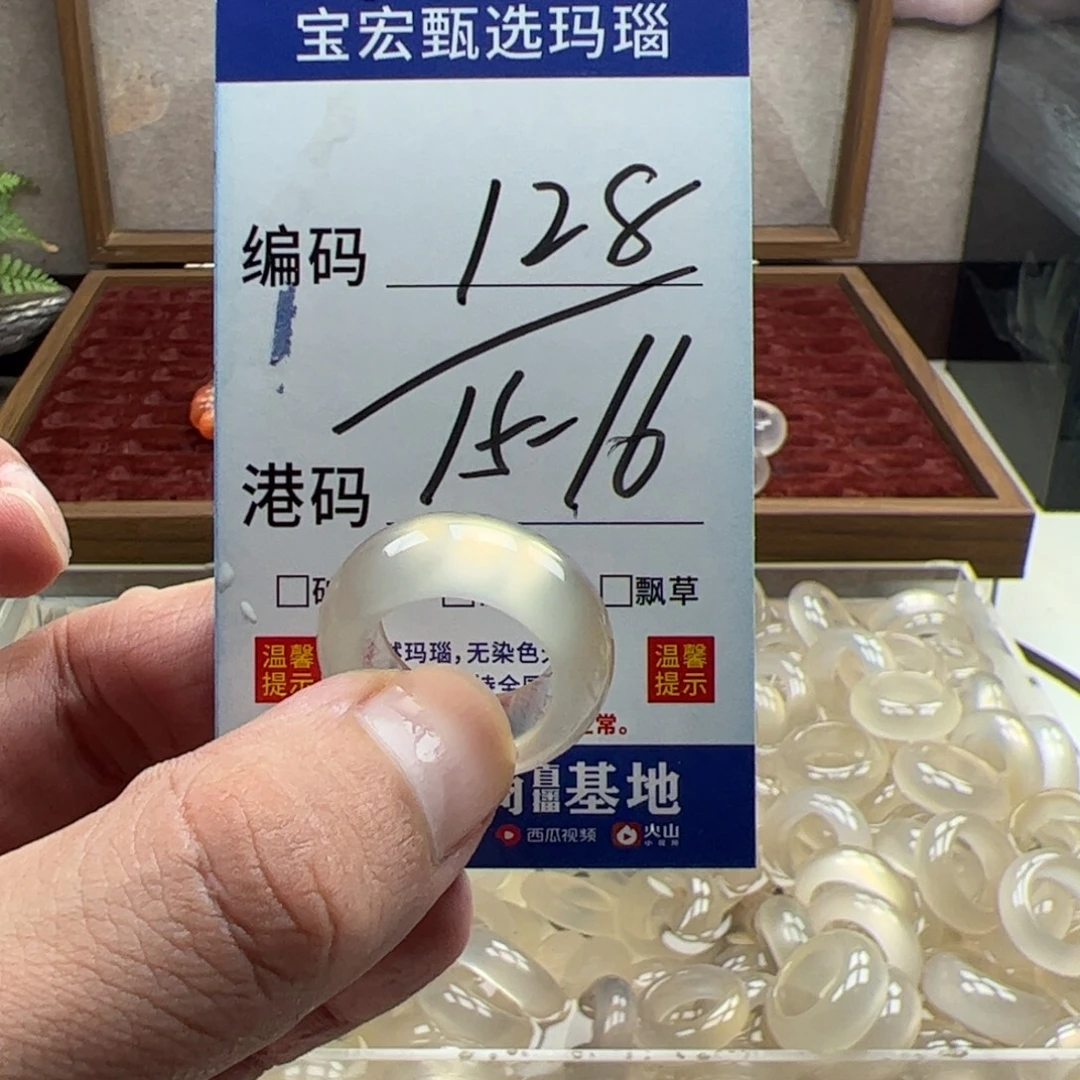 宝宏甄选玛瑙
编码 128
港码 15-16
□ □ □飘草
温馨提示 玛瑙,无染色 温馨提示
常。
基地
西瓜视频 火山